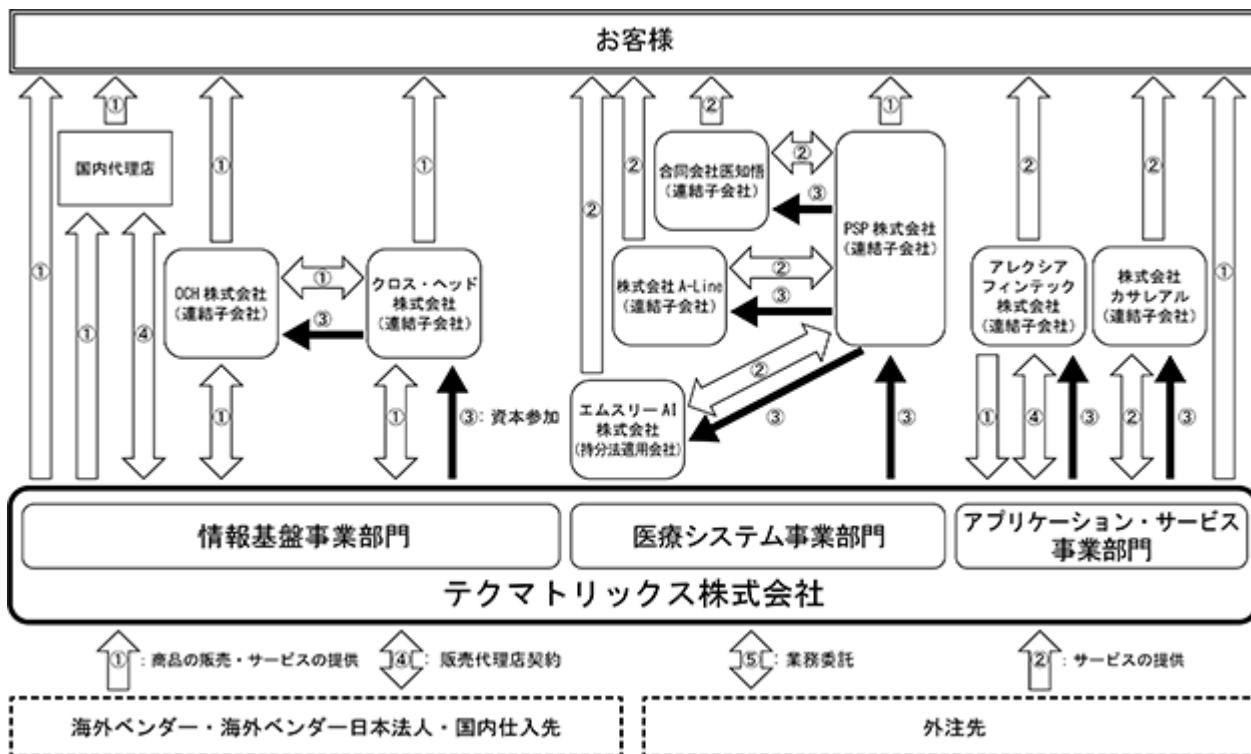 お客様
①
①
①
①
②
②
②
①
②
②
①
国内代理店
①
④
OCH 株式会社
(連結子会社)
①
③
クロス・ヘッド
株式会社
(連結子会社)
①
①
③: 資本参加
合同会社医知悟
(連結子会社)
②
③
株式会社 A-Line
(連結子会社)
②
③
PSP 株式会社
(連結子会社)
エムスリー AI
株式会社
(持分法適用会社)
②
③
③
アレクシア
フィンテック
株式会社
(連結子会社)
①
④
③
株式会社
カサレアル
(連結子会社)
②
③
情報基盤事業部門
医療システム事業部門
アプリケーション・サービス
事業部門
テクマトリックス株式会社
①: 商品の販売・サービスの提供
④: 販売代理店契約
⑤: 業務委託
②: サービスの提供
海外ベンダー・海外ベンダー日本法人・国内仕入先
外注先